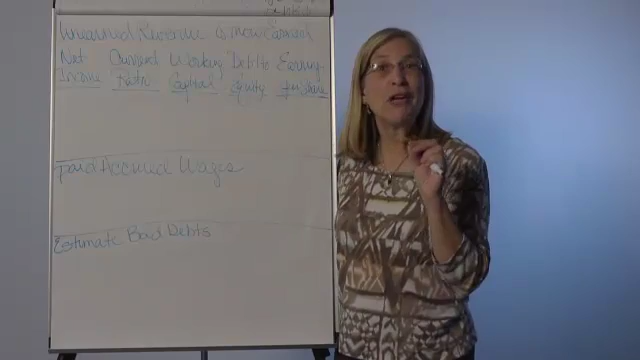 Unearned Revenue is now Earned
Net Current Working Debt to Earning
Income Ratio Capital Equity per share
paid Accrued Wages
Estimate Bad Debts